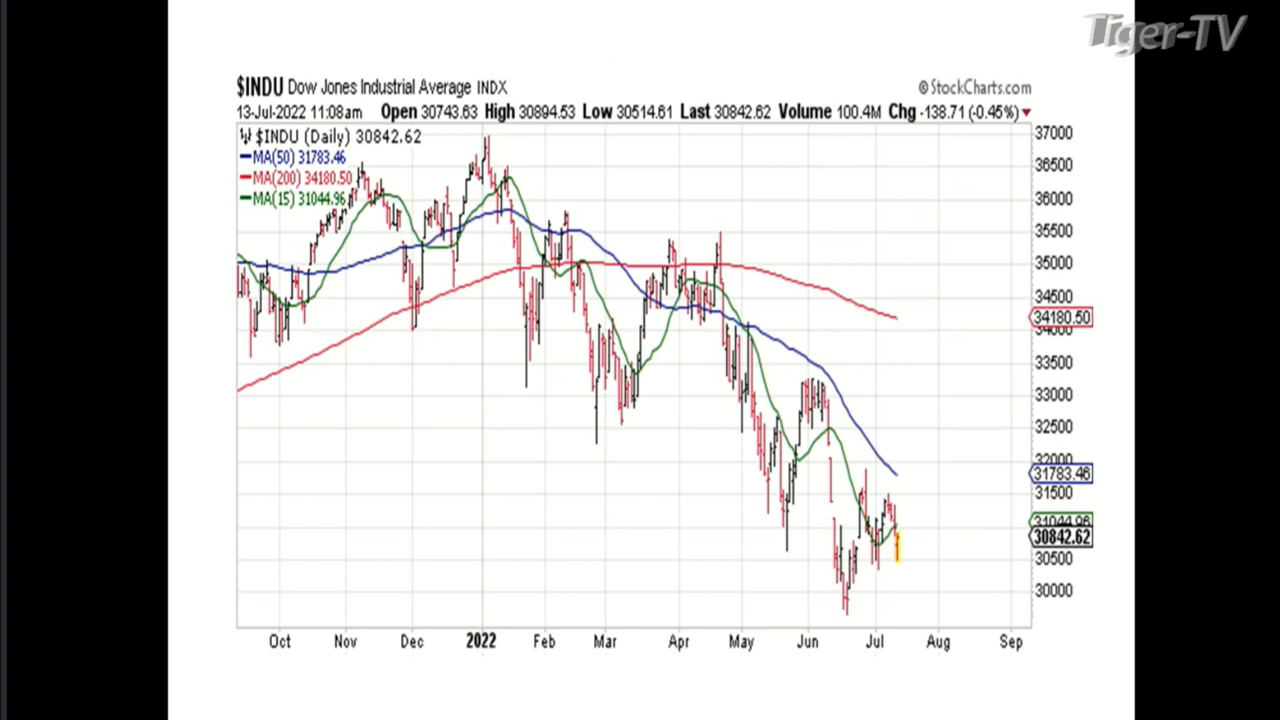 Tiger-TV
$INDU Dow Jones Industrial Average INDX
© StockCharts.com
13-Jul-2022 11:08am Open 30743.63 High 30894.53 Low 30514.61 Last 30842.62 Volume 100.4M Chg -138.71 (-0.45%)
$INDU (Daily) 30842.62
MA(50) 31783.46
MA(200) 34180.50
MA(15) 31044.96
37000
36500
36000
35500
35000
34500
34180.50
34000
33500
33000
32500
32000
31783.46
31500
31044.96
30842.62
30500
30000
Oct Nov Dec 2022 Feb Mar Apr May Jun Jul Aug Sep